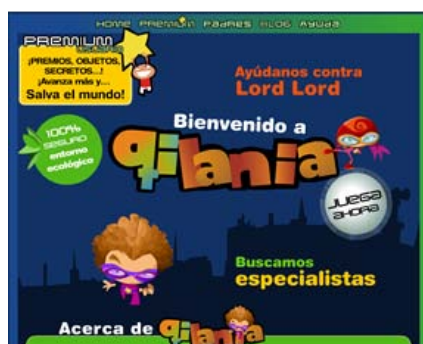 HOME PREMIUM PADRES BLOG AYUDA
PREMIUM
¡PREMIOS, OBJETOS,
SECRETOS...!
¡Avanza más y...
Salva el mundo!
Ayúdanos contra
Lord Lord
Bienvenido a
qilania
100%
SEGURO
entorno
ecológico
JUEGA
AHORA
Buscamos
especialistas
Acerca de qilania